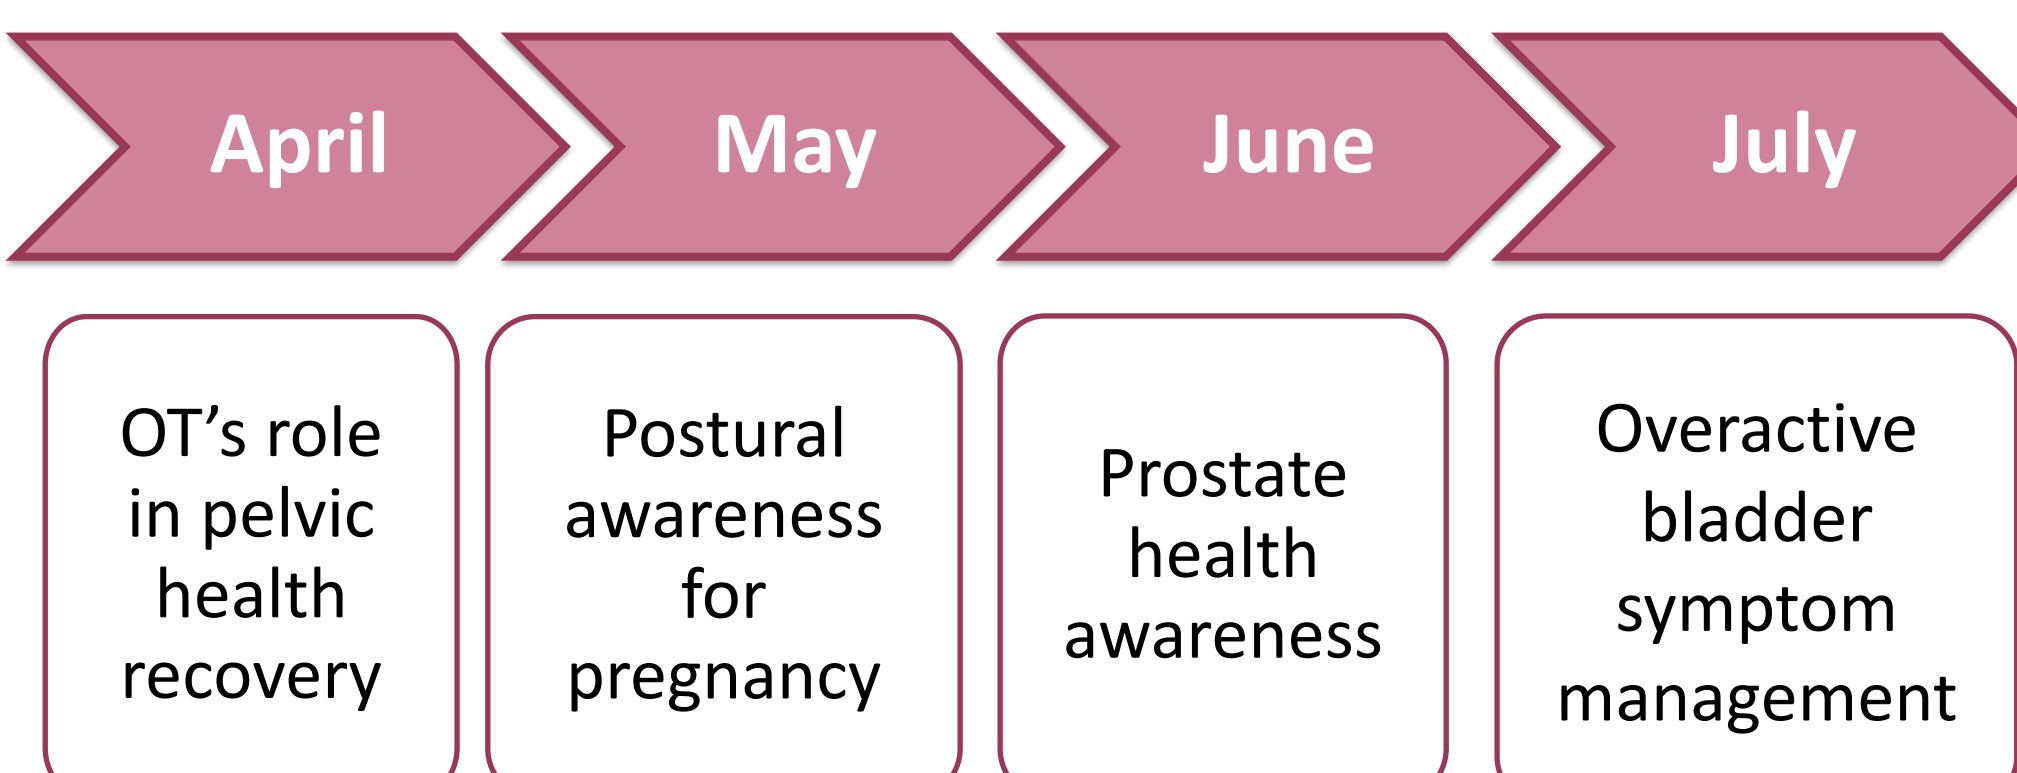 April
May
June
July
OT’s role
in pelvic
health
recovery
Postural
awareness
for
pregnancy
Prostate
health
awareness
Overactive
bladder
symptom
management